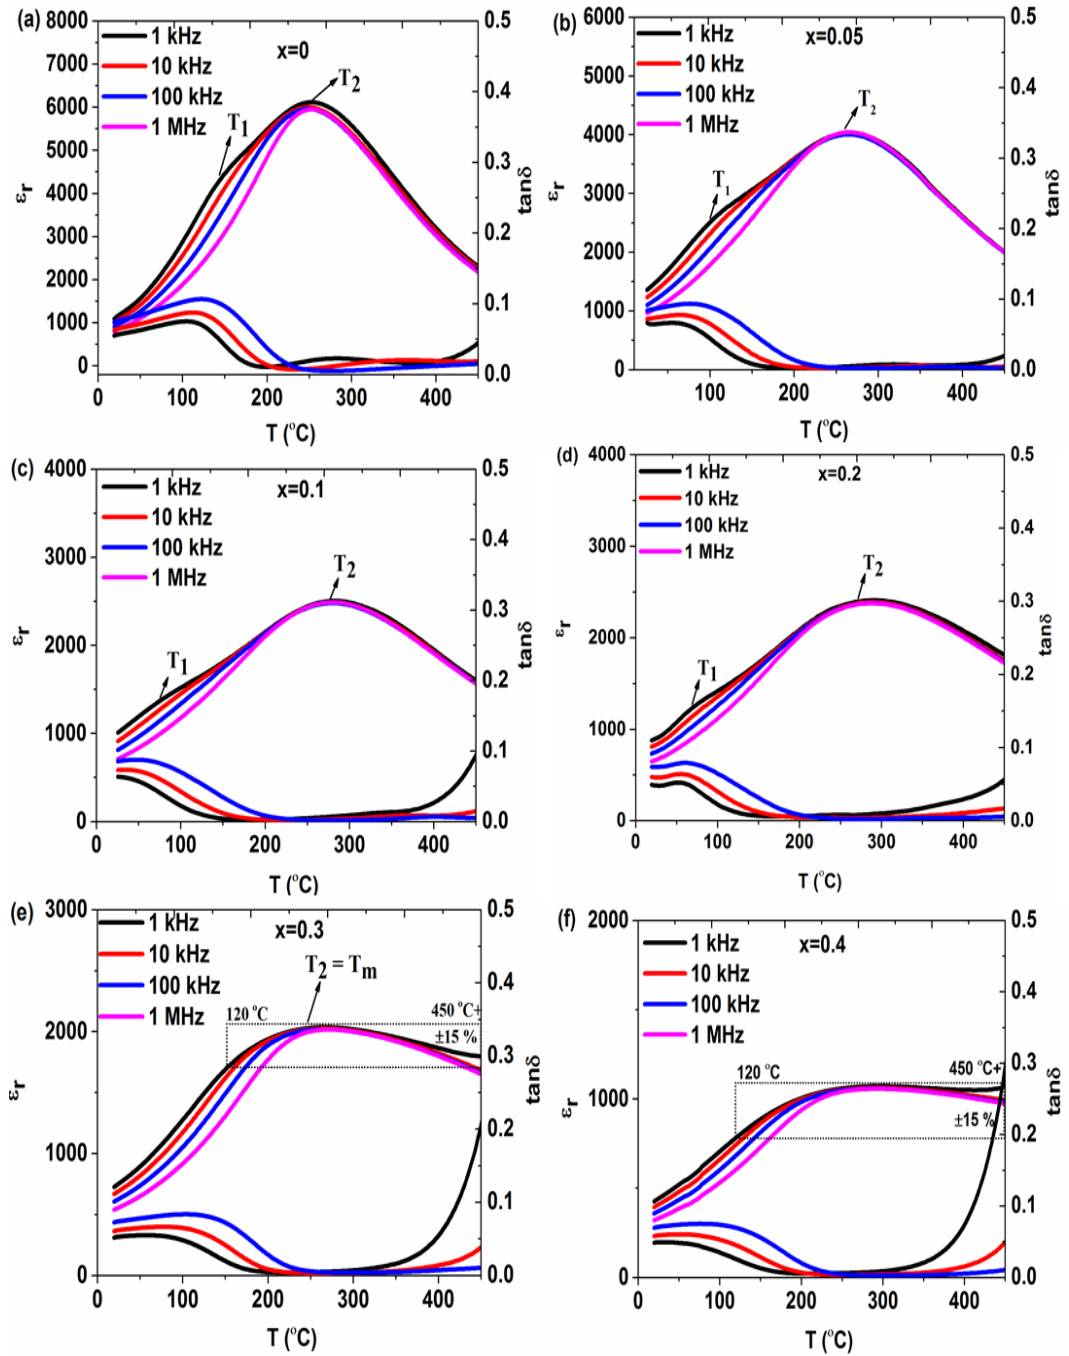 (a)
x=0
1 kHz
10 kHz
100 kHz
1 MHz
T1
T2
8000
7000
6000
5000
4000
3000
2000
1000
0
εr
0.5
0.4
0.3
0.2
0.1
0.0
tanδ
0 100 200 300 400
T (°C)
(b)
x=0.05
1 kHz
10 kHz
100 kHz
1 MHz
T1
T2
6000
5000
4000
3000
2000
1000
0
εr
0.5
0.4
0.3
0.2
0.1
0.0
tanδ
0 100 200 300 400
T (°C)
(c)
x=0.1
1 kHz
10 kHz
100 kHz
1 MHz
T1
T2
4000
3000
2000
1000
0
εr
0.5
0.4
0.3
0.2
0.1
0.0
tanδ
0 100 200 300 400
T (°C)
(d)
x=0.2
1 kHz
10 kHz
100 kHz
1 MHz
T1
T2
4000
3000
2000
1000
0
εr
0.5
0.4
0.3
0.2
0.1
0.0
tanδ
0 100 200 300 400
T (°C)
(e)
x=0.3
1 kHz
10 kHz
100 kHz
1 MHz
T2 = Tm
120 °C
450 °C+
±15 %
3000
2000
1000
0
εr
0.5
0.4
0.3
0.2
0.1
0.0
tanδ
0 100 200 300 400
T (°C)
(f)
x=0.4
1 kHz
10 kHz
100 kHz
1 MHz
120 °C
450 °C+
±15 %
2000
1000
0
εr
0.5
0.4
0.3
0.2
0.1
0.0
tanδ
0 100 200 300 400
T (°C)